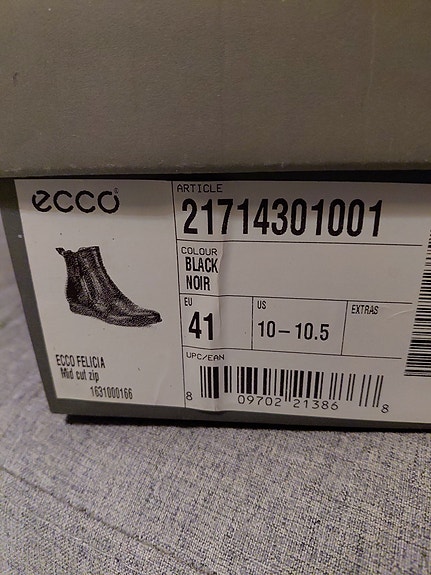 ecco
ARTICLE
21714301001
COLOUR
BLACK
NOIR
EU
41
US
10-10.5
EXTRAS
ECCO FELICIA
Mid cut zip
1631000166
UPC/EAN
8 09702 21386 8